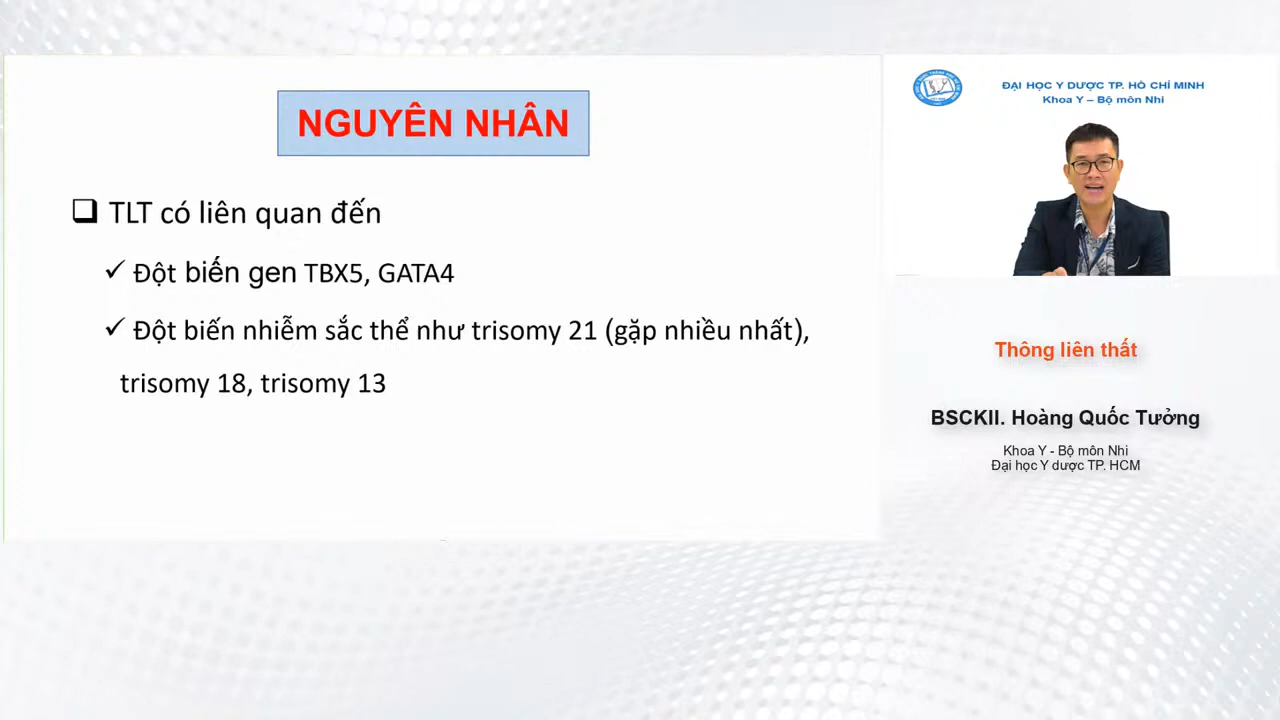 NGUYÊN NHÂN
TLT có liên quan đến
Đột biến gen TBX5, GATA4
Đột biến nhiễm sắc thể như trisomy 21 (gặp nhiều nhất),
trisomy 18, trisomy 13
ĐẠI HỌC Y DƯỢC TP. HỒ CHÍ MINH
Khoa Y – Bộ môn Nhi
Thông liên thất
BSCKII. Hoàng Quốc Tưởng
Khoa Y - Bộ môn Nhi
Đại học Y dược TP. HCM